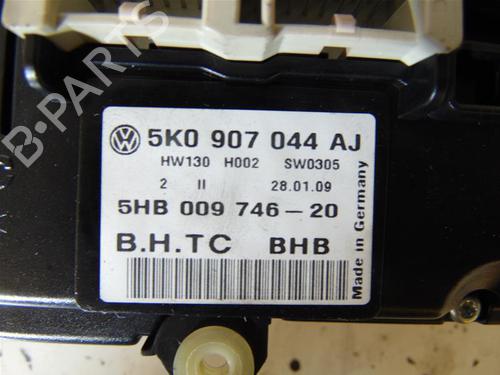 B-PARTS
5K0 907 044 AJ
HW130 H002 SW0305
2 II 28.01.09
5HB 009 746-20
B.H.TC BHB
Made in Germany